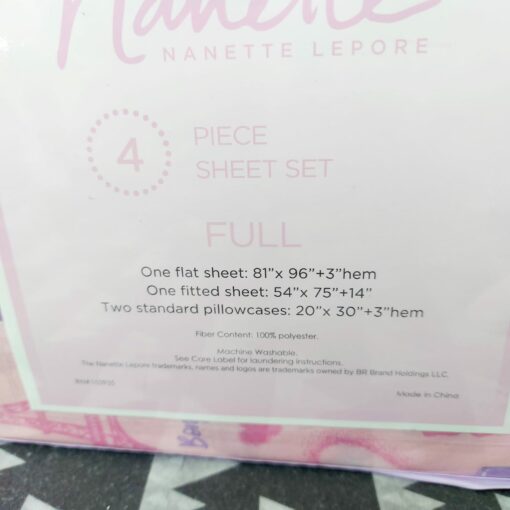 Nanette
NANETTE LEPORE
4
PIECE
SHEET SET
FULL
One flat sheet: 81"x 96"+3"hem
One fitted sheet: 54"x 75"+14"
Two standard pillowcases: 20"x 30"+3"hem
Fiber Content: 100% polyester.
Machine Washable.
See Care Label for laundering instructions.
The Nanette Lepore trademarks, names and logos are trademarks owned by BR Brand Holdings LLC.
Made in China